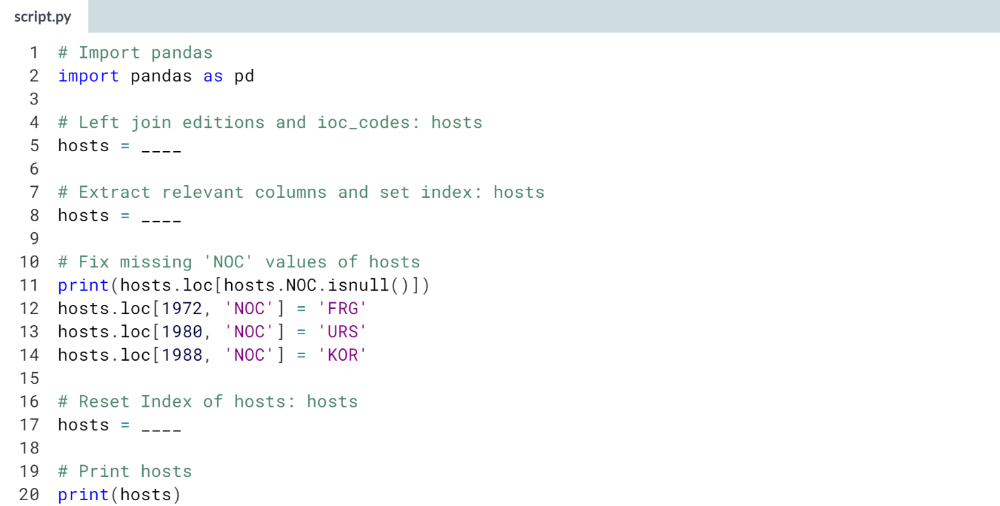 script.py
1 # Import pandas
2 import pandas as pd
3
4 # Left join editions and ioc_codes: hosts
5 hosts = ____
6
7 # Extract relevant columns and set index: hosts
8 hosts = ____
9
10 # Fix missing 'NOC' values of hosts
11 print(hosts.loc[hosts.NOC.isnull()])
12 hosts.loc[1972, 'NOC'] = 'FRG'
13 hosts.loc[1980, 'NOC'] = 'URS'
14 hosts.loc[1988, 'NOC'] = 'KOR'
15
16 # Reset Index of hosts: hosts
17 hosts = ____
18
19 # Print hosts
20 print(hosts)